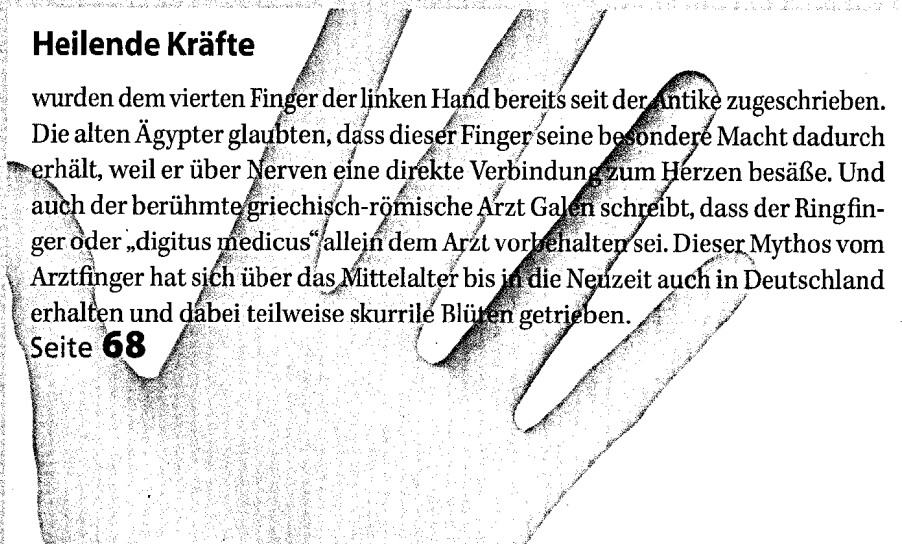 Heilende Kräfte
wurden dem vierten Finger der linken Hand bereits seit der Antike zugeschrieben.
Die alten Ägypter glaubten, dass dieser Finger seine besondere Macht dadurch
erhält, weil er über Nerven eine direkte Verbindung zum Herzen besäße. Und
auch der berühmte griechisch-römische Arzt Galen schreibt, dass der Ringfin-
ger oder „digitus medicus“ allein dem Arzt vorbehalten sei. Dieser Mythos vom
Arztfinger hat sich über das Mittelalter bis in die Neuzeit auch in Deutschland
erhalten und dabei teilweise skurrile Blüten getrieben.
Seite 68